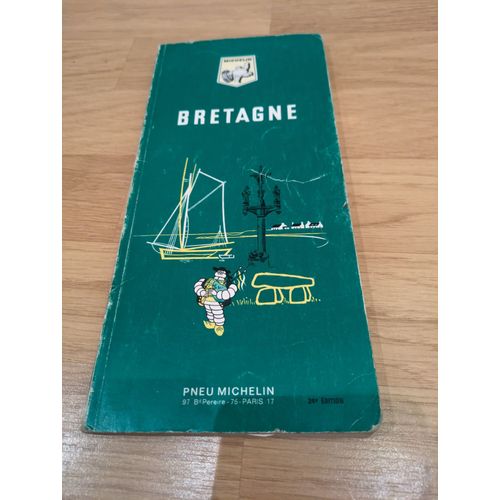 MICHELIN
BRETAGNE
PNEU MICHELIN
97 Bd Pereire - 75 - PARIS 17
26e EDITION